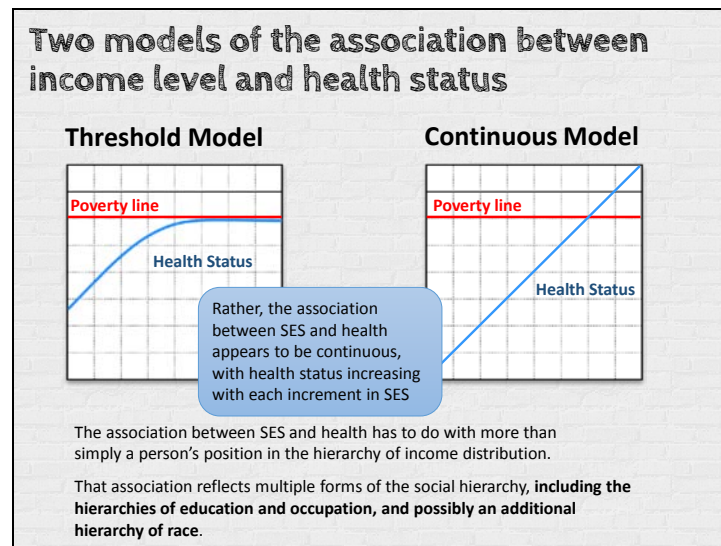 Two models of the association between
income level and health status
Threshold Model
Continuous Model
Poverty line
Health Status
Poverty line
Health Status
Rather, the association
between SES and health
appears to be continuous,
with health status increasing
with each increment in SES
The association between SES and health has to do with more than
simply a person's position in the hierarchy of income distribution.
That association reflects multiple forms of the social hierarchy, including the
hierarchies of education and occupation, and possibly an additional
hierarchy of race.